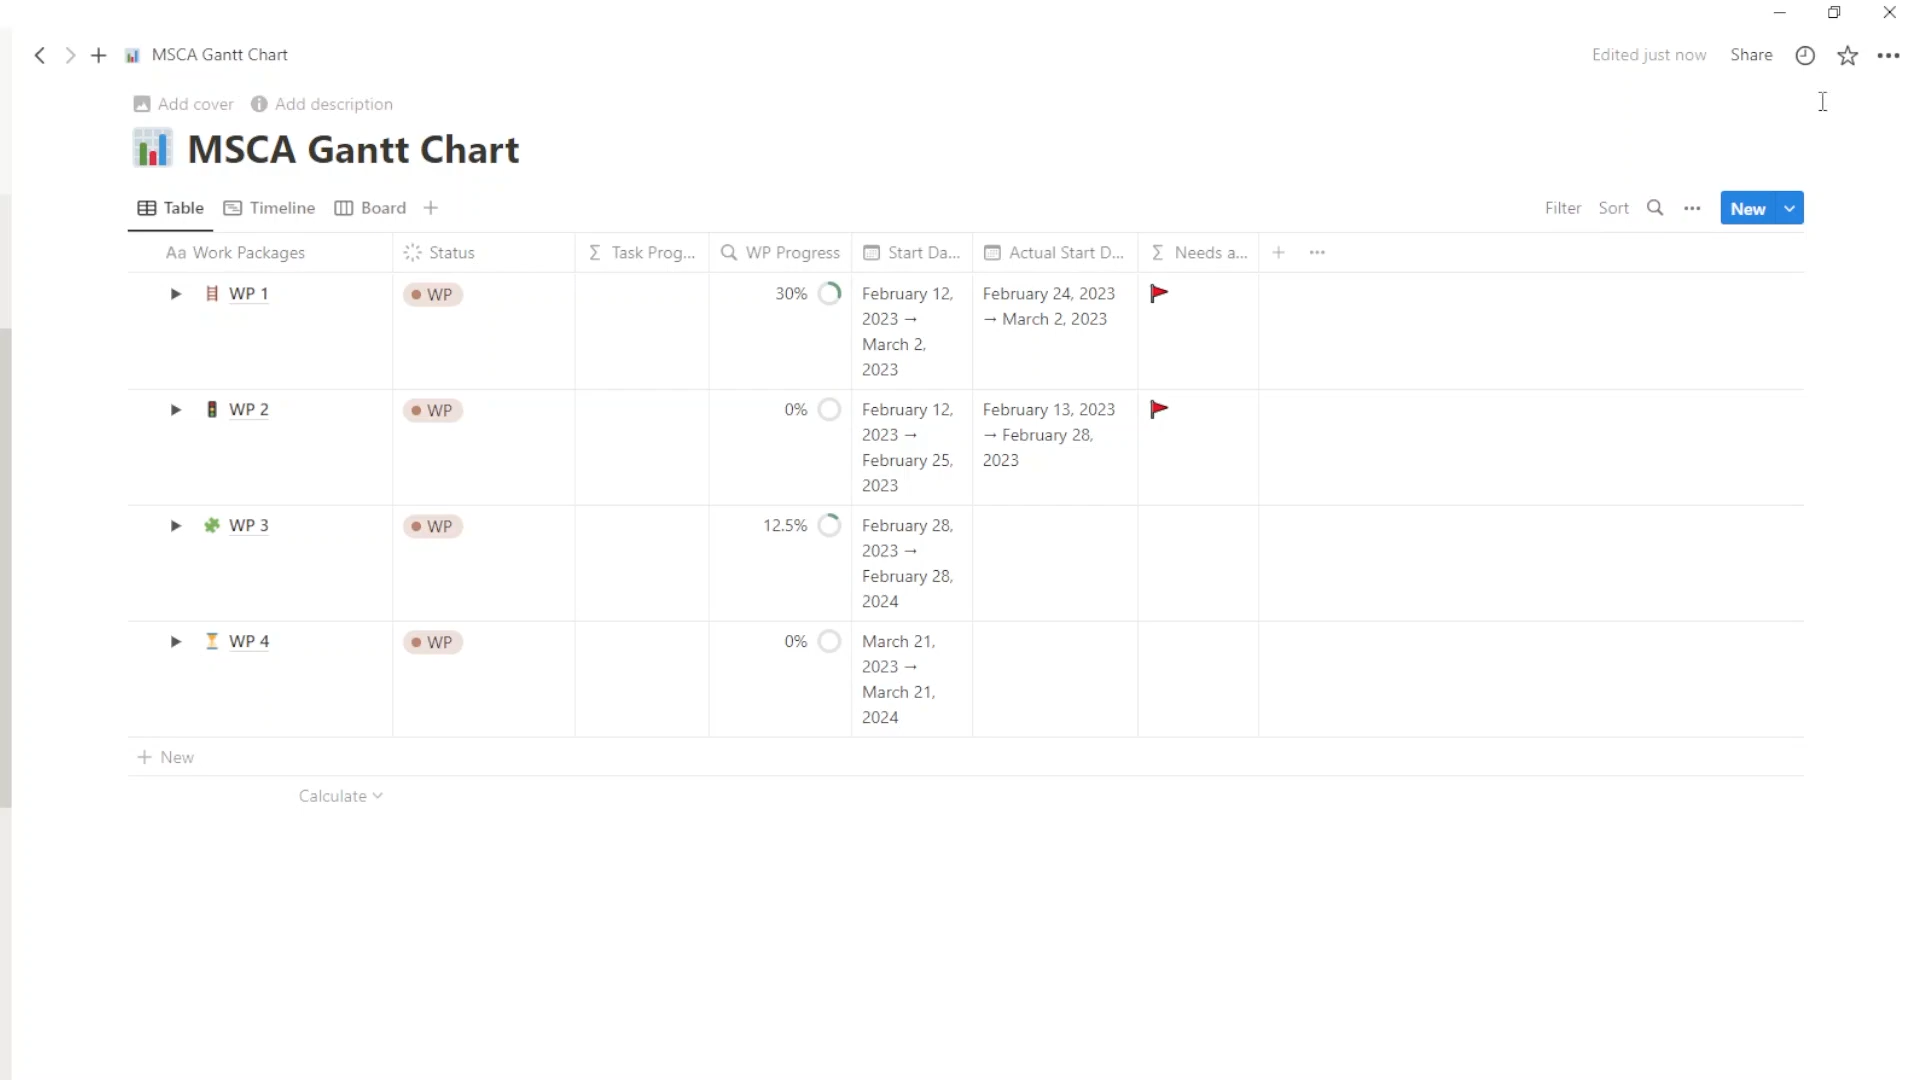 MSCA Gantt Chart
Edited just now
Share
Add cover
Add description
MSCA Gantt Chart
Table
Timeline
Board
Filter
Sort
New
Aa Work Packages
Status
Σ Task Prog...
WP Progress
Start Da...
Actual Start D...
Σ Needs a...
WP 1
WP
30%
February 12,
2023 →
March 2,
2023
February 24, 2023
→ March 2, 2023
WP 2
WP
0%
February 12,
2023 →
February 25,
2023
February 13, 2023
→ February 28,
2023
WP 3
WP
12.5%
February 28,
2023 →
February 28,
2024
WP 4
WP
0%
March 21,
2023 →
March 21,
2024
+ New
Calculate